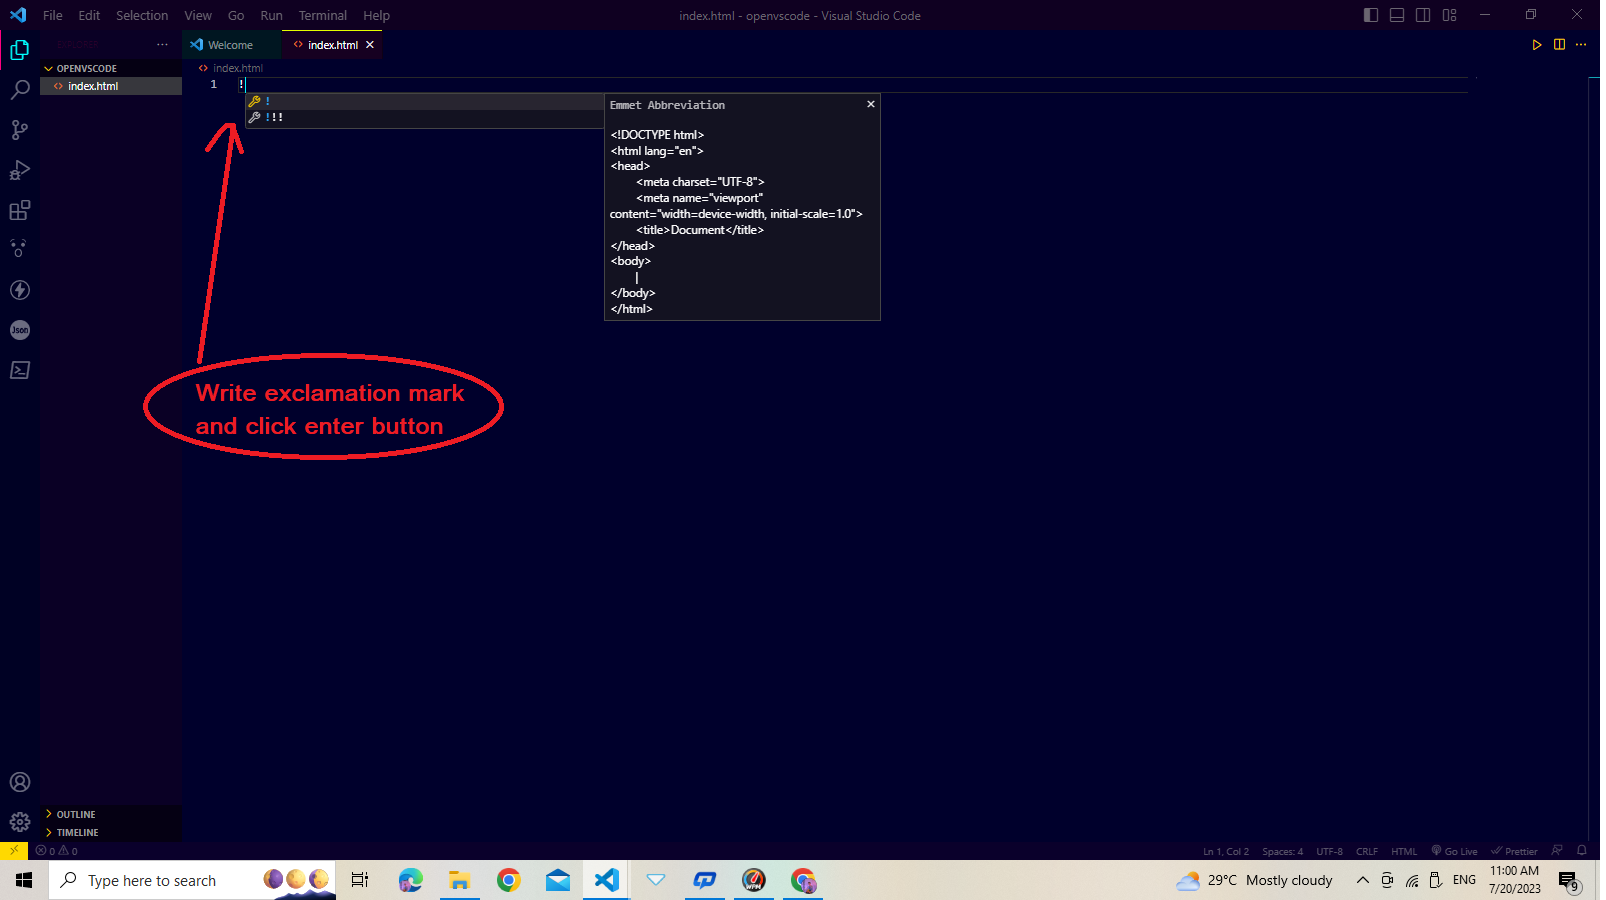 File Edit Selection View Go Run Terminal Help
index.html - openvscode - Visual Studio Code
EXPLORER
Welcome
index.html
OPENVSCODE
index.html
index.html
1 !
!
!!!
Emmet Abbreviation
<!DOCTYPE html>
<html lang="en">
<head>
<meta charset="UTF-8">
<meta name="viewport"
content="width=device-width, initial-scale=1.0">
<title>Document</title>
</head>
<body>
|
</body>
</html>
Write exclamation mark
and click enter button
Json
OUTLINE
TIMELINE
0 0
Ln 1, Col 2 Spaces: 4 UTF-8 CRLF HTML Go Live Prettier
Type here to search
WPM
29°C Mostly cloudy
ENG
11:00 AM
7/20/2023
9